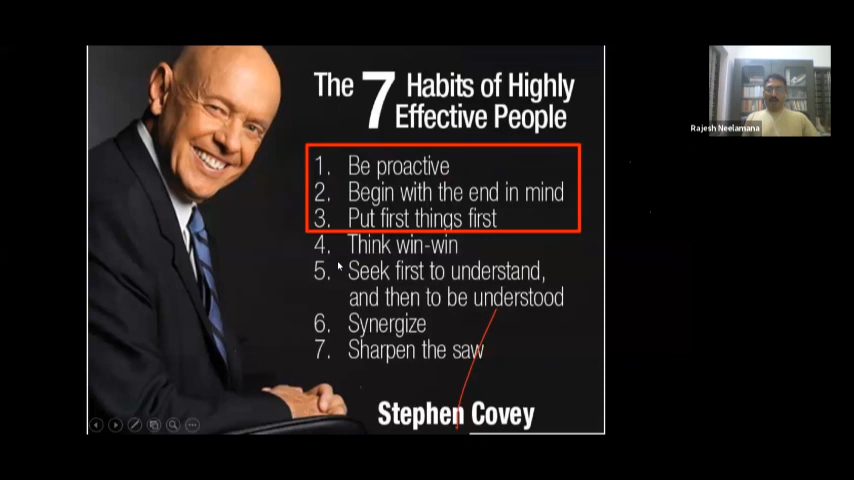 The 7 Habits of Highly
Effective People
1. Be proactive
2. Begin with the end in mind
3. Put first things first
4. Think win-win
5. Seek first to understand,
and then to be understood
6. Synergize
7. Sharpen the saw
Stephen Covey
Rajesh Neelamana